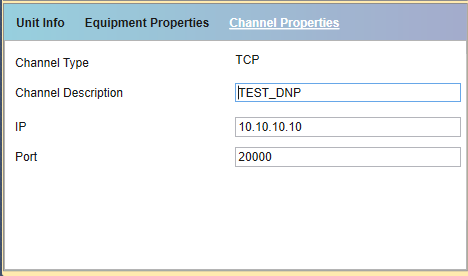 Unit Info Equipment Properties Channel Properties
Channel Type TCP
Channel Description TEST_DNP
IP 10.10.10.10
Port 20000